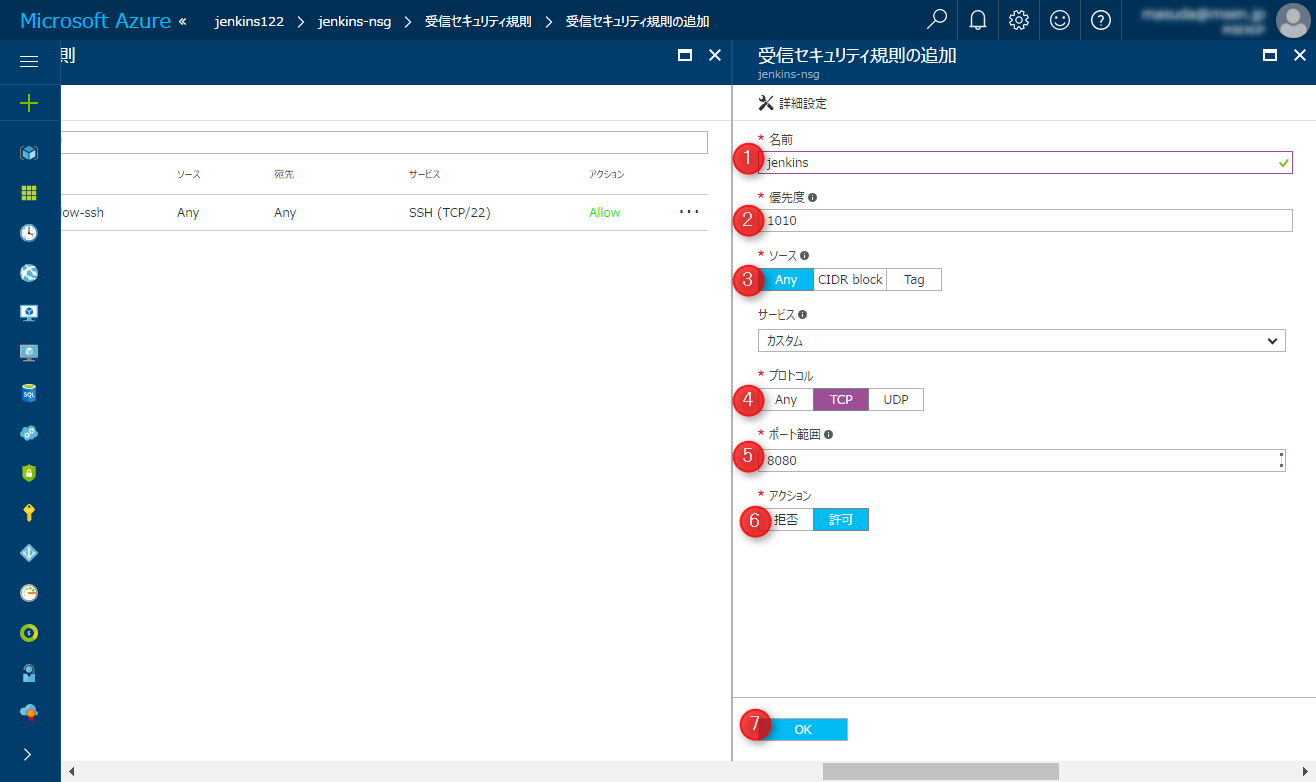 Microsoft Azure « jenkins122 > jenkins-nsg > 受信セキュリティ規則 > 受信セキュリティ規則の追加
則
受信セキュリティ規則の追加
jenkins-nsg
詳細設定
ソース 宛先 サービス アクション
low-ssh Any Any SSH (TCP/22) Allow ...
* 名前
1 jenkins
* 優先度
2 1010
* ソース
3 Any CIDR block Tag
サービス
カスタム
* プロトコル
4 Any TCP UDP
* ポート範囲
5 8080
* アクション
6 拒否 許可
7 OK
SQL